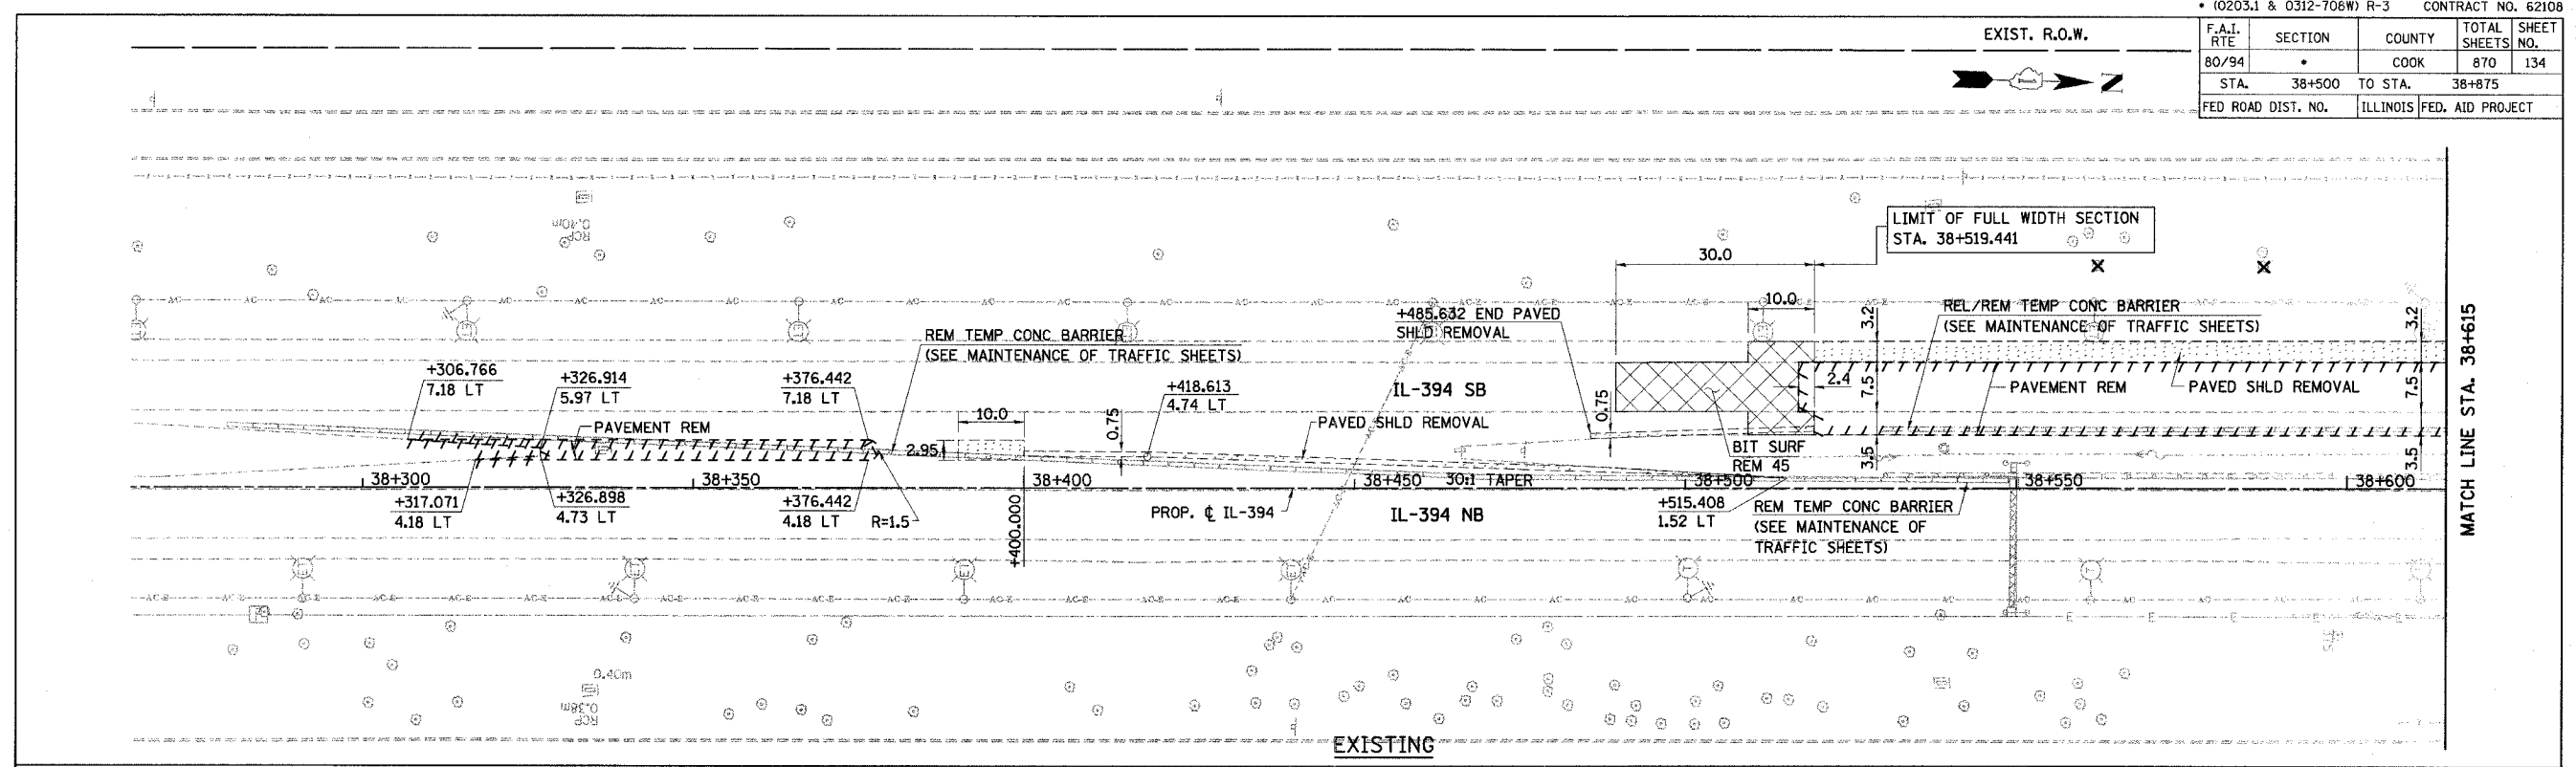 * (0203.1 & 0312-708W) R-3 CONTRACT NO. 62108
F.A.I. RTE SECTION COUNTY TOTAL SHEETS SHEET NO.
80/94 * COOK 870 134
STA. 38+500 TO STA. 38+875
FED ROAD DIST. NO. ILLINOIS FED. AID PROJECT
EXIST. R.O.W.
LIMIT OF FULL WIDTH SECTION
STA. 38+519.441
0.40m
RCP
30.0
10.0
+485.632 END PAVED
SHLD REMOVAL
REL/REM TEMP CONC BARRIER
(SEE MAINTENANCE OF TRAFFIC SHEETS)
3.2
3.2
REM TEMP CONC BARRIER
(SEE MAINTENANCE OF TRAFFIC SHEETS)
+306.766
7.18 LT
+326.914
5.97 LT
+376.442
7.18 LT
+418.613
4.74 LT
IL-394 SB
2.4
7.5
PAVEMENT REM
PAVED SHLD REMOVAL
7.5
10.0
0.75
0.75
PAVEMENT REM
PAVED SHLD REMOVAL
2.95
BIT SURF
REM 45
3.5
3.5
38+300
38+350
38+400
38+450
30:1 TAPER
38+500
38+550
38+600
+317.071
4.18 LT
+326.898
4.73 LT
+376.442
4.18 LT
R=1.5
+400.000
PROP. ℄ IL-394
IL-394 NB
+515.408
1.52 LT
REM TEMP CONC BARRIER
(SEE MAINTENANCE OF
TRAFFIC SHEETS)
MATCH LINE STA. 38+615
0.40m
0.38m
RCP
EXISTING